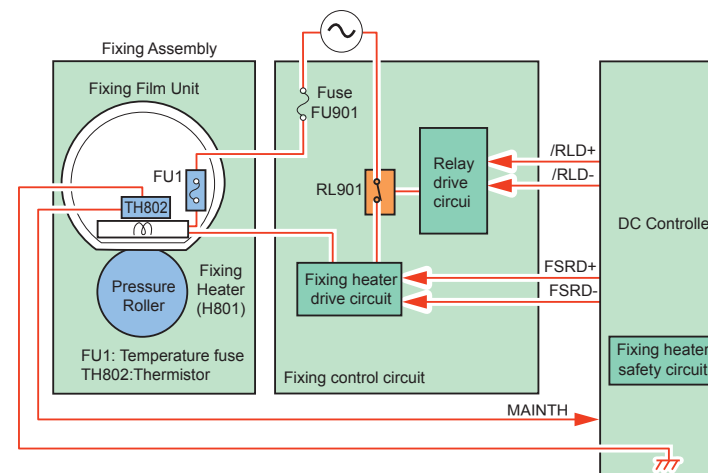 Fixing Assembly
Fixing Film Unit
FU1
TH802
Pressure
Roller
Fixing
Heater
(H801)
FU1: Temperature fuse
TH802:Thermistor
Fuse
FU901
RL901
Relay
drive
circui
Fixing heater
drive circuit
Fixing control circuit
/RLD+
/RLD-
FSRD+
FSRD-
MAINTH
DC Controlle
Fixing heater
safety circuit